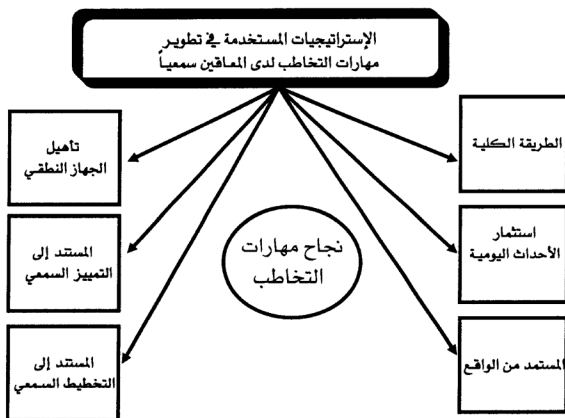 الإستراتيجيات المستخدمة في تطوير
مهارات التخاطب لدى المعاقين سمعياً
الطريقة الكلية
تأهيل
الجهاز النطقي
استثمار
الأحداث اليومية
نجاح مهارات
التخاطب
المستند إلى
التمييز السمعي
المستمد من الواقع
المستند إلى
التخطيط السمعي